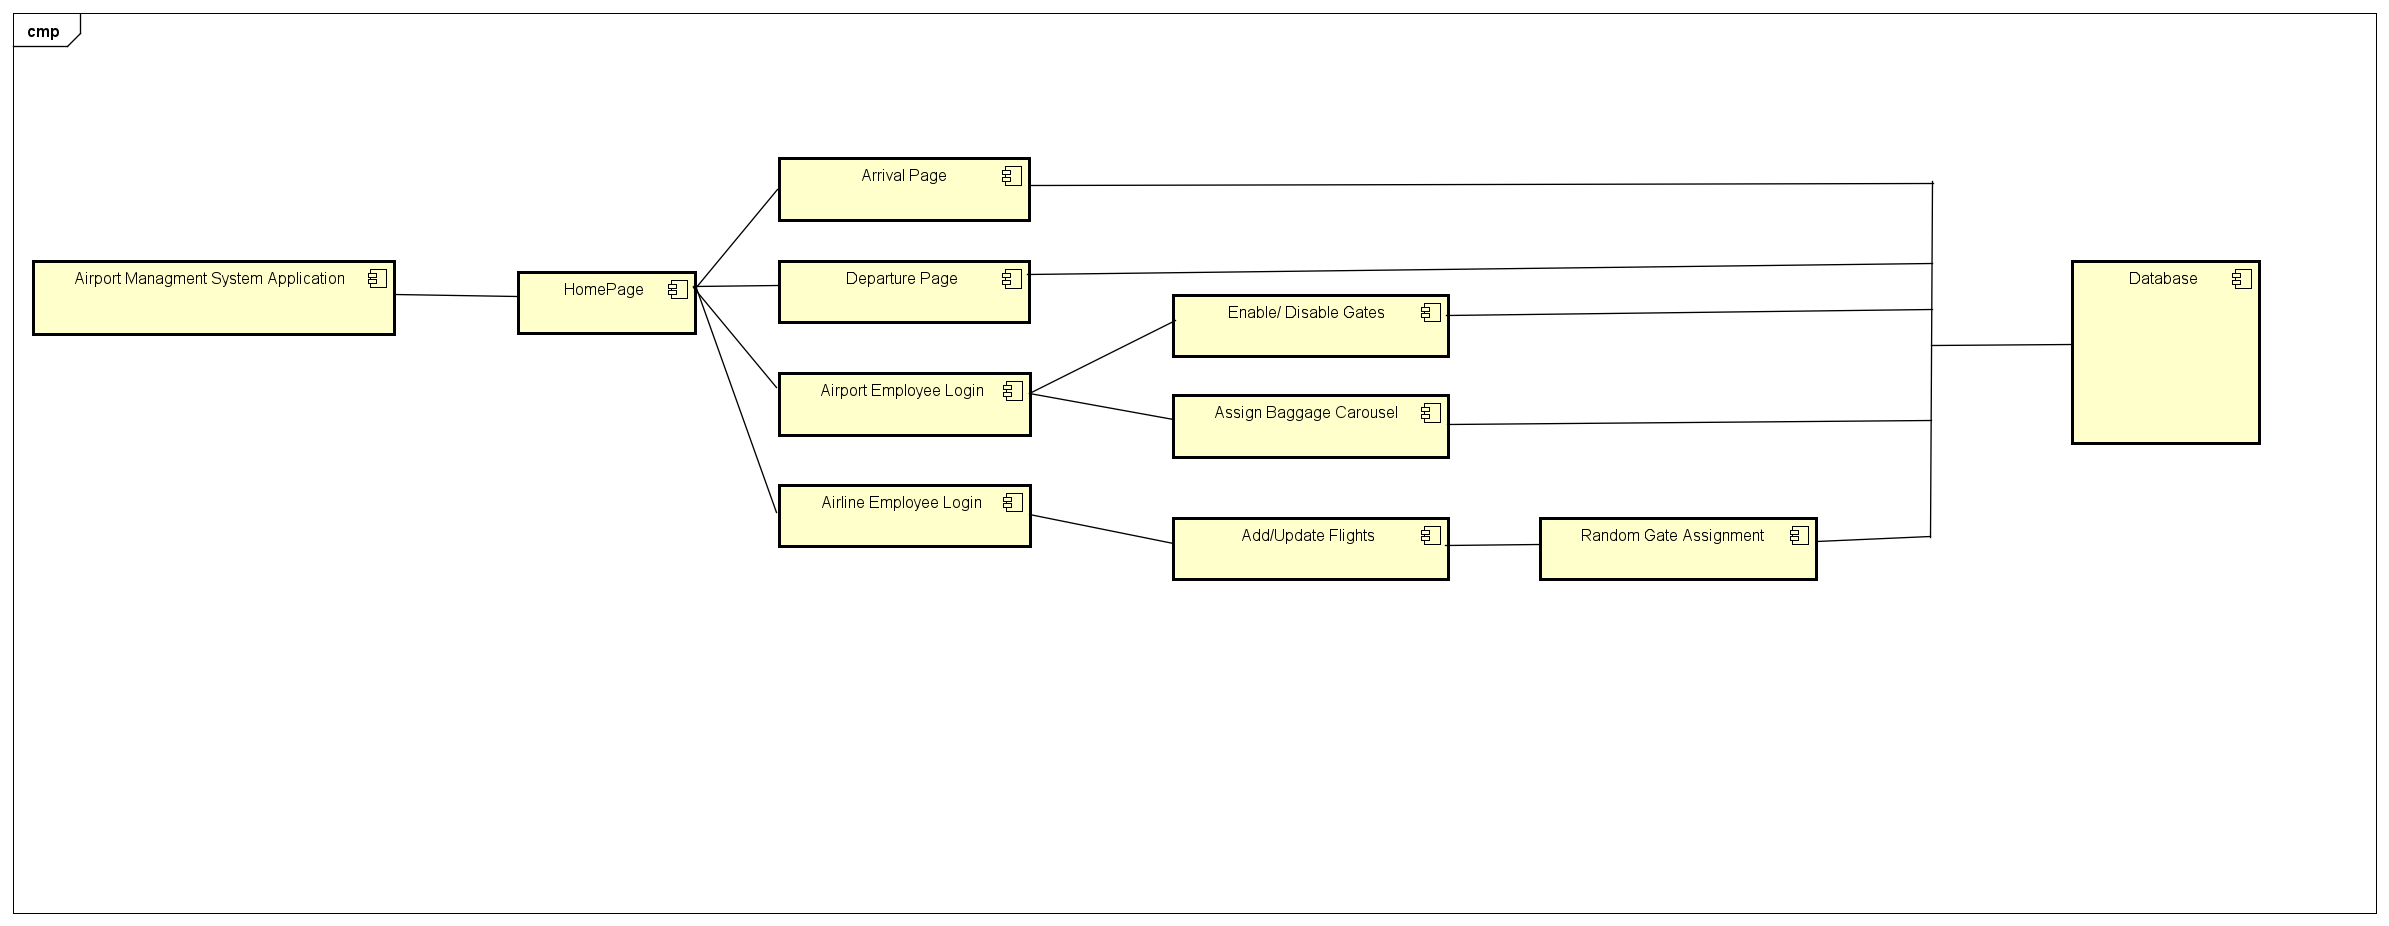 cmp
Arrival Page
Airport Managment System Application
HomePage
Departure Page
Database
Enable/ Disable Gates
Airport Employee Login
Assign Baggage Carousel
Airline Employee Login
Add/Update Flights
Random Gate Assignment